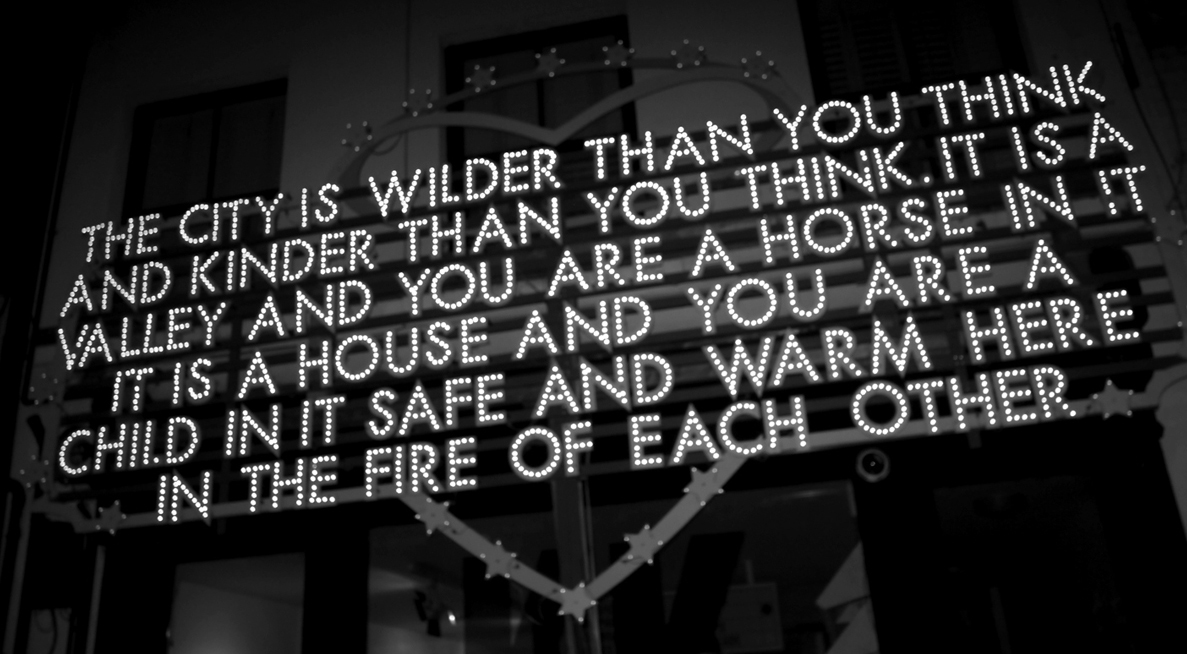 THE CITY IS WILDER THAN YOU THINK
AND KINDER THAN YOU THINK. IT IS A
VALLEY AND YOU ARE A HORSE IN IT
IT IS A HOUSE AND YOU ARE A
CHILD IN IT SAFE AND WARM HERE
IN THE FIRE OF EACH OTHER